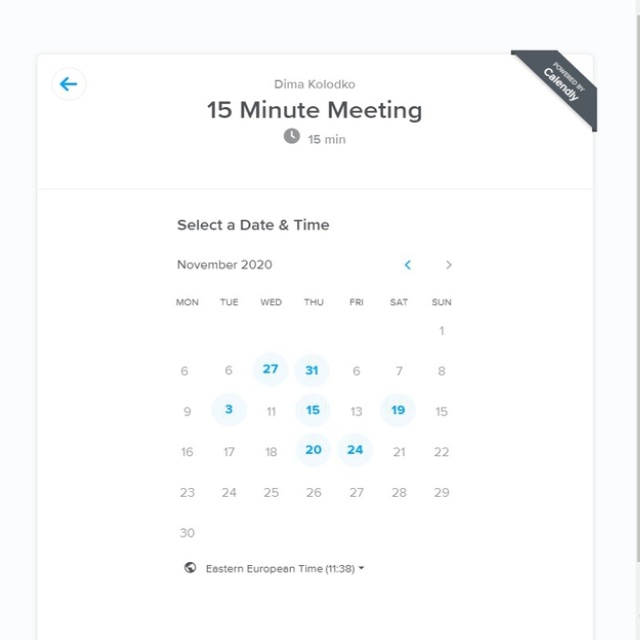 POWERED BY
Calendly
Dima Kolodko
15 Minute Meeting
15 min
Select a Date & Time
November 2020
MON TUE WED THU FRI SAT SUN
1
6 6 27 31 6 7 8
9 3 11 15 13 19 15
16 17 18 20 24 21 22
23 24 25 26 27 28 29
30
Eastern European Time (11:38)